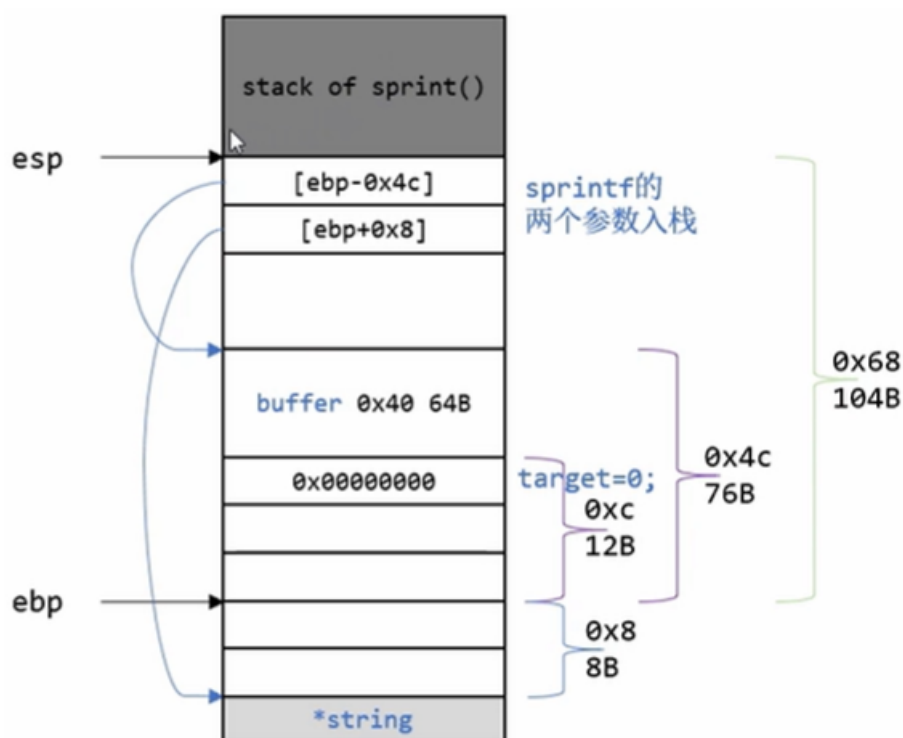 stack of sprint()
esp
[ebp-0x4c]
sprintf的
[ebp+0x8]
两个参数入栈
0x68
104B
buffer 0x40 64B
0x4c
76B
0x00000000
target=0;
0xc
12B
ebp
0x8
8B
*string